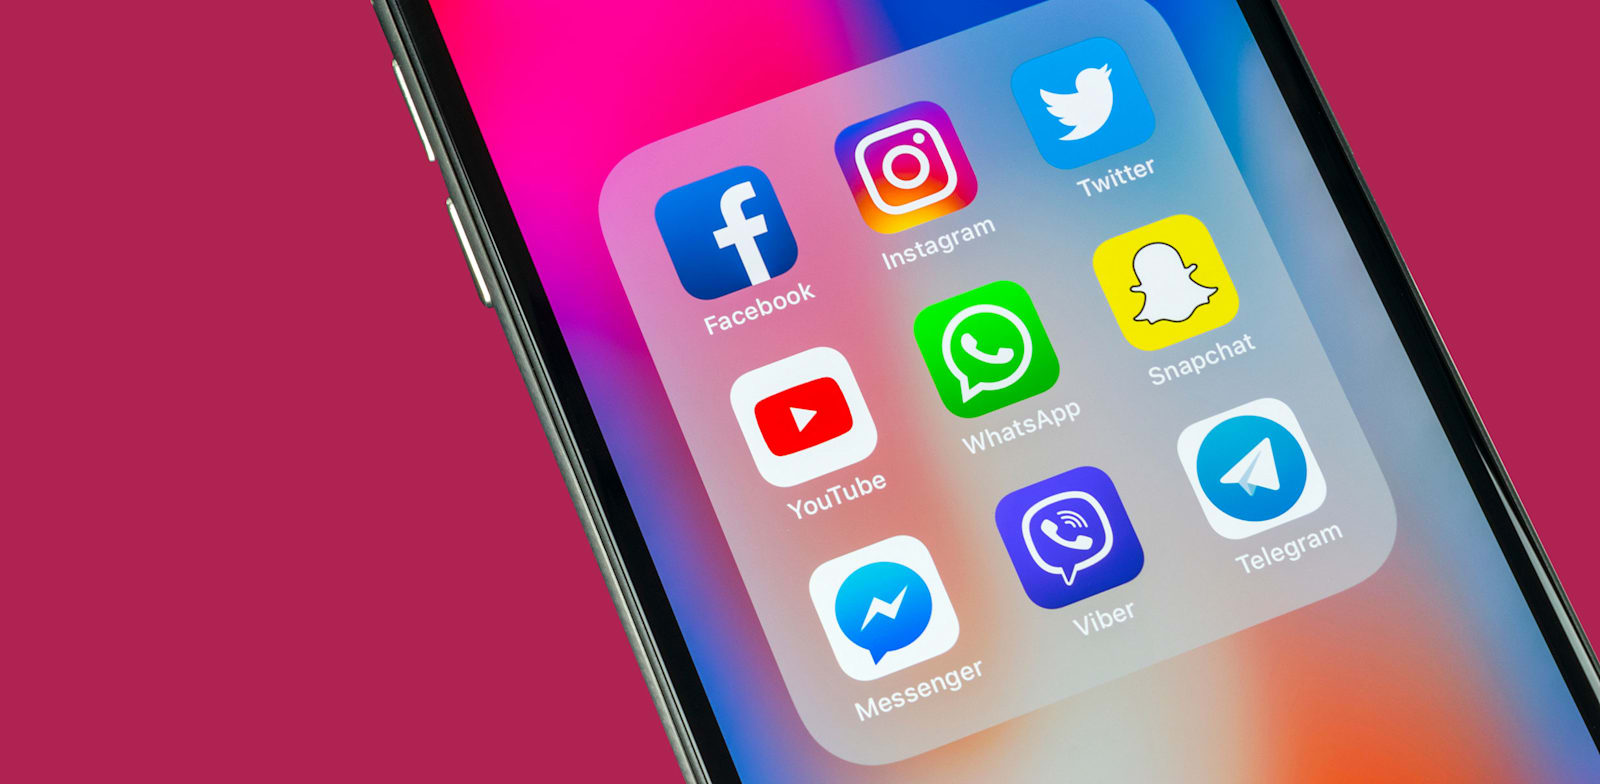 Facebook
Instagram
Twitter
YouTube
WhatsApp
Snapchat
Messenger
Viber
Telegram